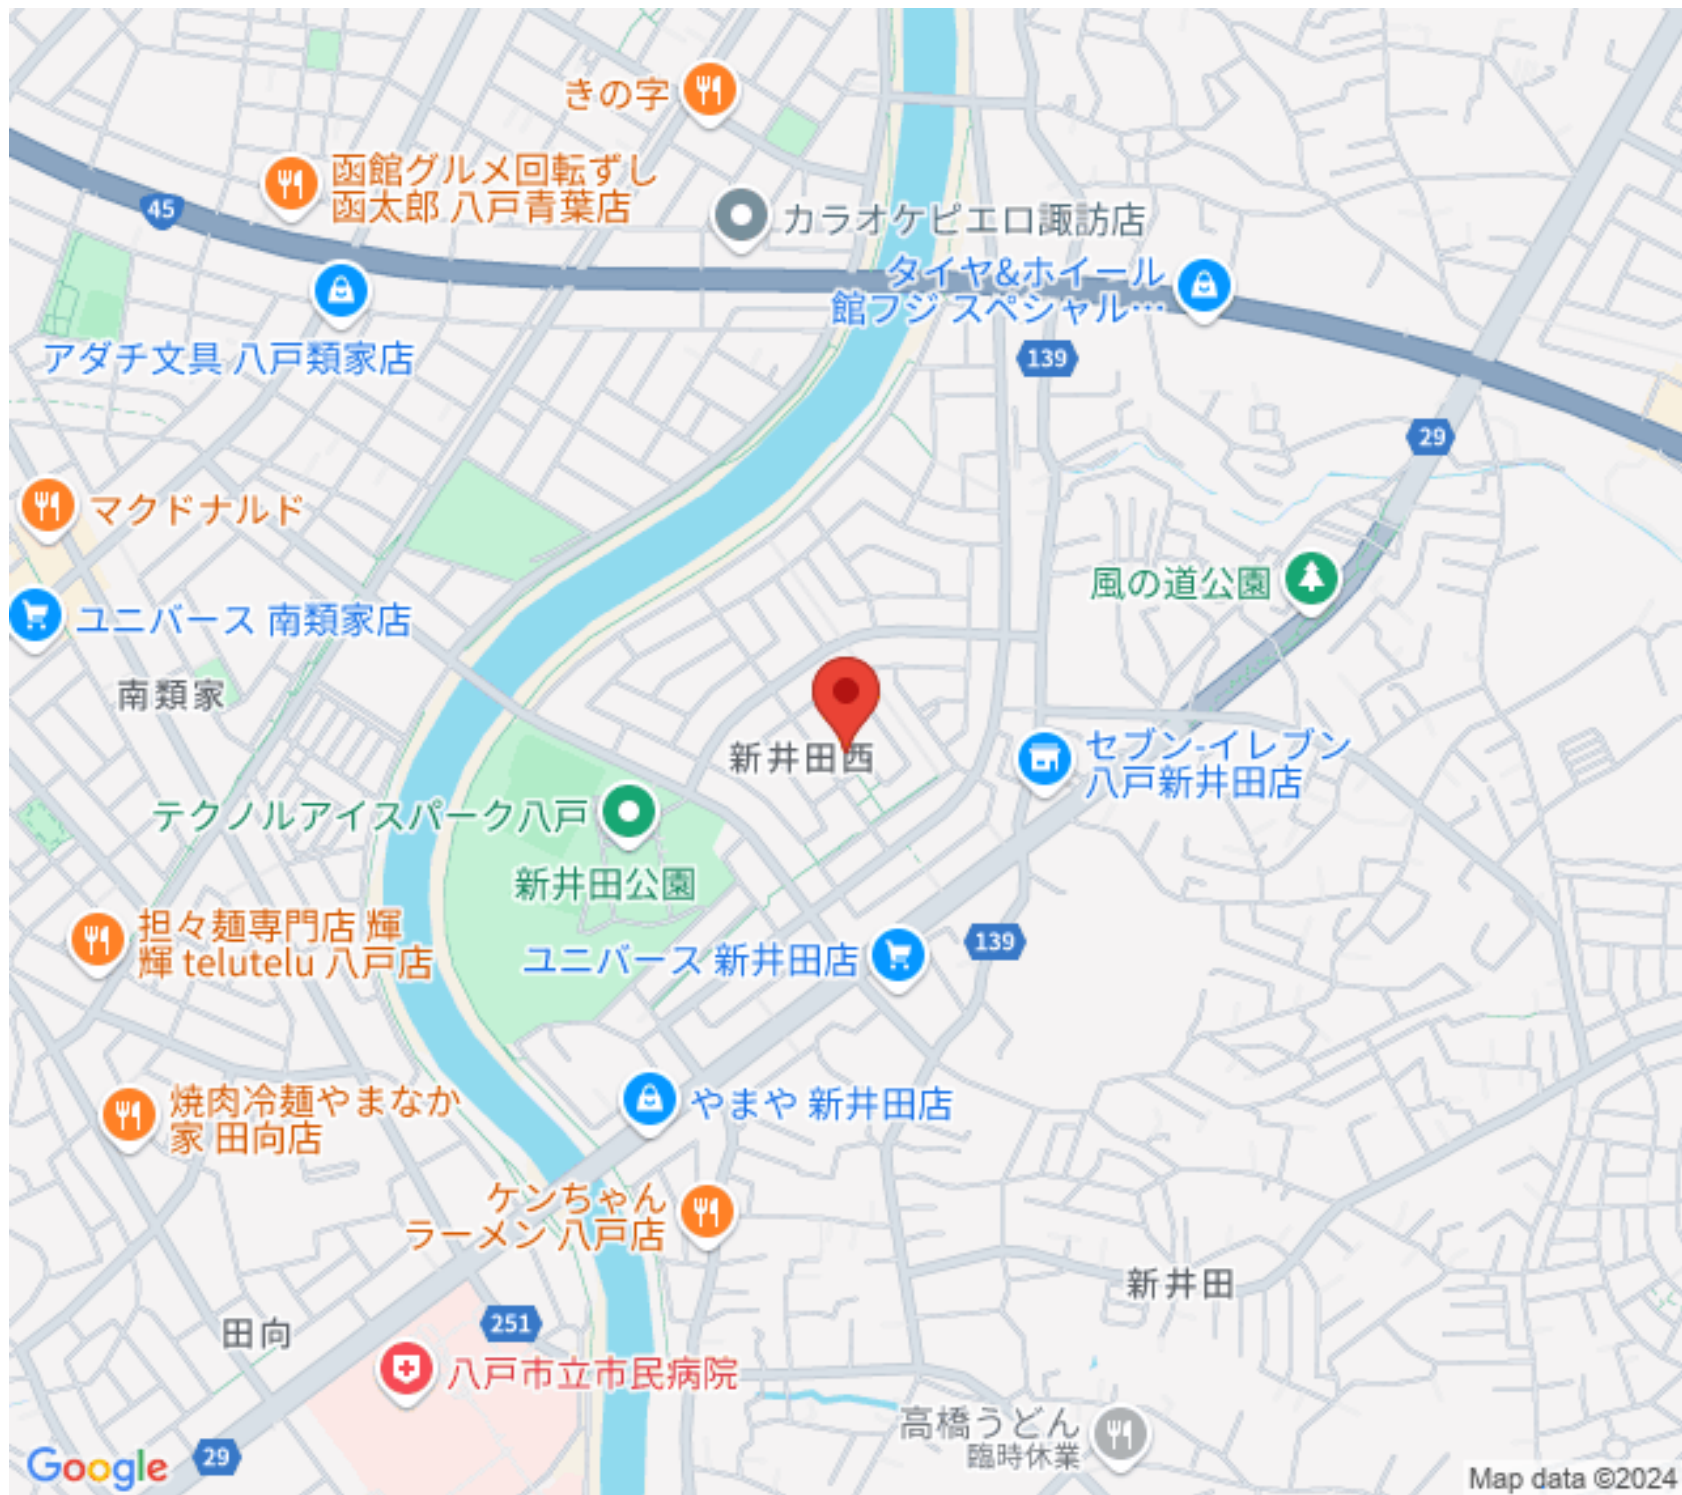 きの字
函館グルメ回転ずし
函太郎 八戸青葉店
45
カラオケピエロ諏訪店
タイヤ&ホイール
館フジ スペシャル…
アダチ文具 八戸類家店
139
29
マクドナルド
風の道公園
ユニバース 南類家店
南類家
新井田西
セブン-イレブン
八戸新井田店
テクノルアイスパーク八戸
新井田公園
担々麺専門店 輝
輝 telutelu 八戸店
ユニバース 新井田店
139
焼肉冷麺やまなか
家 田向店
やまや 新井田店
ケンちゃん
ラーメン 八戸店
新井田
251
田向
八戸市立市民病院
高橋うどん
臨時休業
29
Google
Map data ©2024